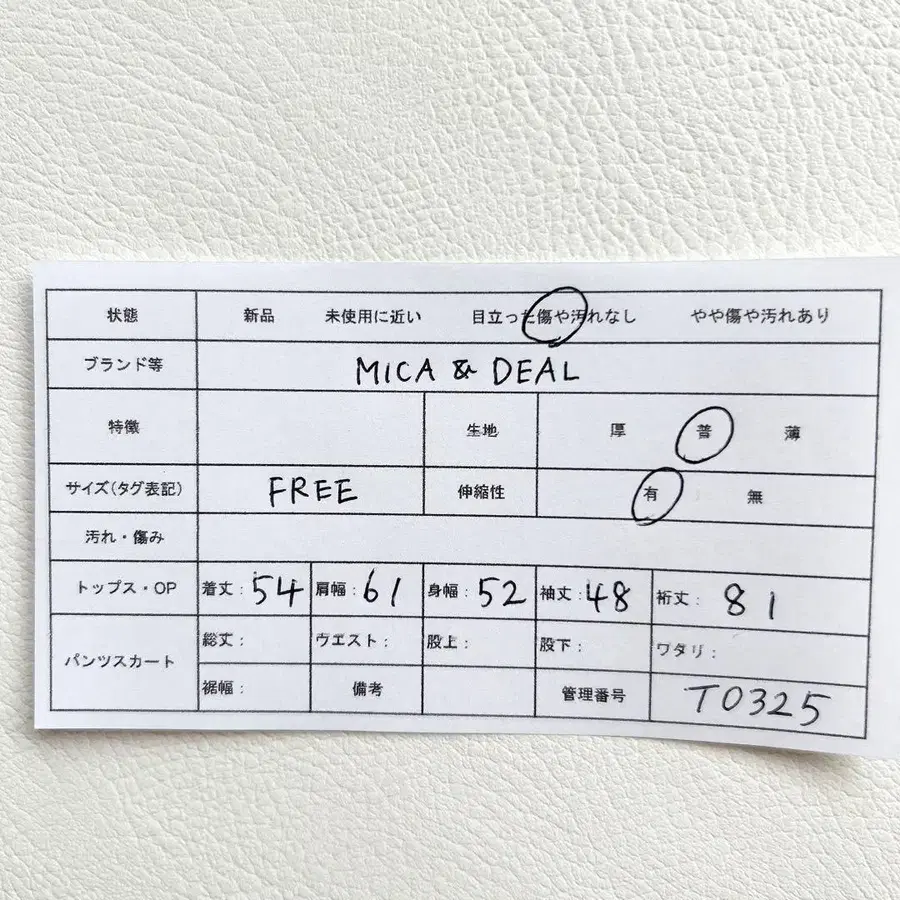 状態 新品 未使用に近い 目立った傷や汚れなし やや傷や汚れあり
ブランド等 MICA & DEAL
特徴 生地 厚 普 薄
サイズ(タグ表記) FREE 伸縮性 有 無
汚れ・傷み
トップス・OP 着丈:54 肩幅:61 身幅:52 袖丈:48 裄丈:81
パンツスカート 総丈: ウエスト: 股上: 股下: ワタリ:
裾幅: 備考 管理番号 T0325